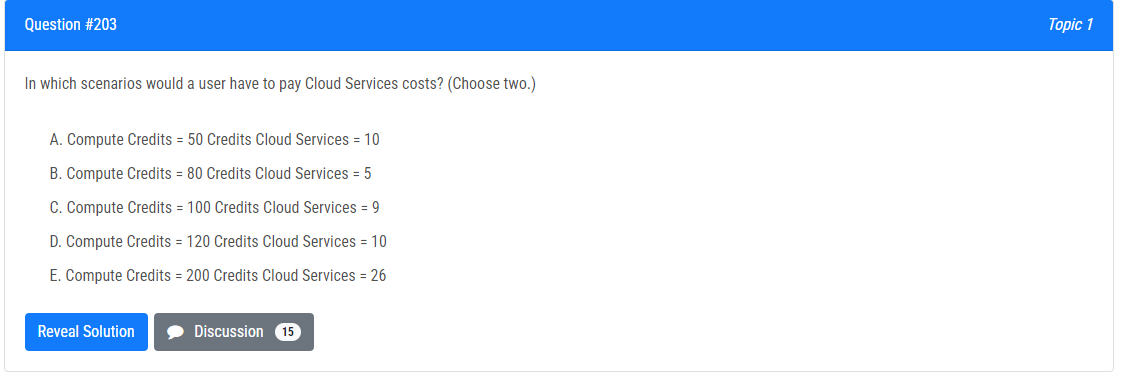 Question #203
Topic 1
In which scenarios would a user have to pay Cloud Services costs? (Choose two.)
A. Compute Credits = 50 Credits Cloud Services = 10
B. Compute Credits = 80 Credits Cloud Services = 5
C. Compute Credits = 100 Credits Cloud Services = 9
D. Compute Credits = 120 Credits Cloud Services = 10
E. Compute Credits = 200 Credits Cloud Services = 26
Reveal Solution
Discussion 15